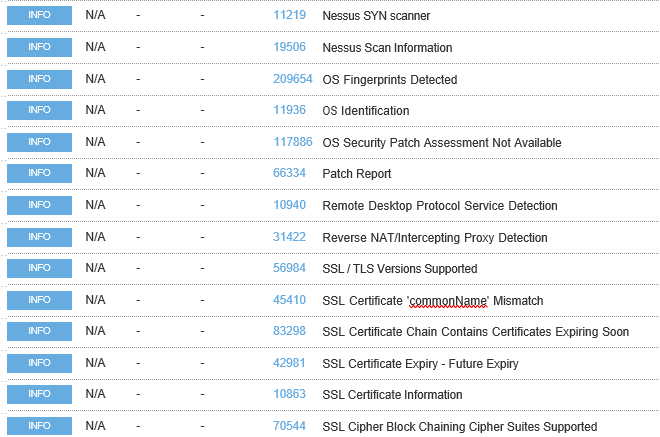 INFO N/A - - 11219 Nessus SYN scanner
INFO N/A - - 19506 Nessus Scan Information
INFO N/A - - 209654 OS Fingerprints Detected
INFO N/A - - 11936 OS Identification
INFO N/A - - 117886 OS Security Patch Assessment Not Available
INFO N/A - - 66334 Patch Report
INFO N/A - - 10940 Remote Desktop Protocol Service Detection
INFO N/A - - 31422 Reverse NAT/Intercepting Proxy Detection
INFO N/A - - 56984 SSL / TLS Versions Supported
INFO N/A - - 45410 SSL Certificate 'commonName' Mismatch
INFO N/A - - 83298 SSL Certificate Chain Contains Certificates Expiring Soon
INFO N/A - - 42981 SSL Certificate Expiry - Future Expiry
INFO N/A - - 10863 SSL Certificate Information
INFO N/A - - 70544 SSL Cipher Block Chaining Cipher Suites Supported